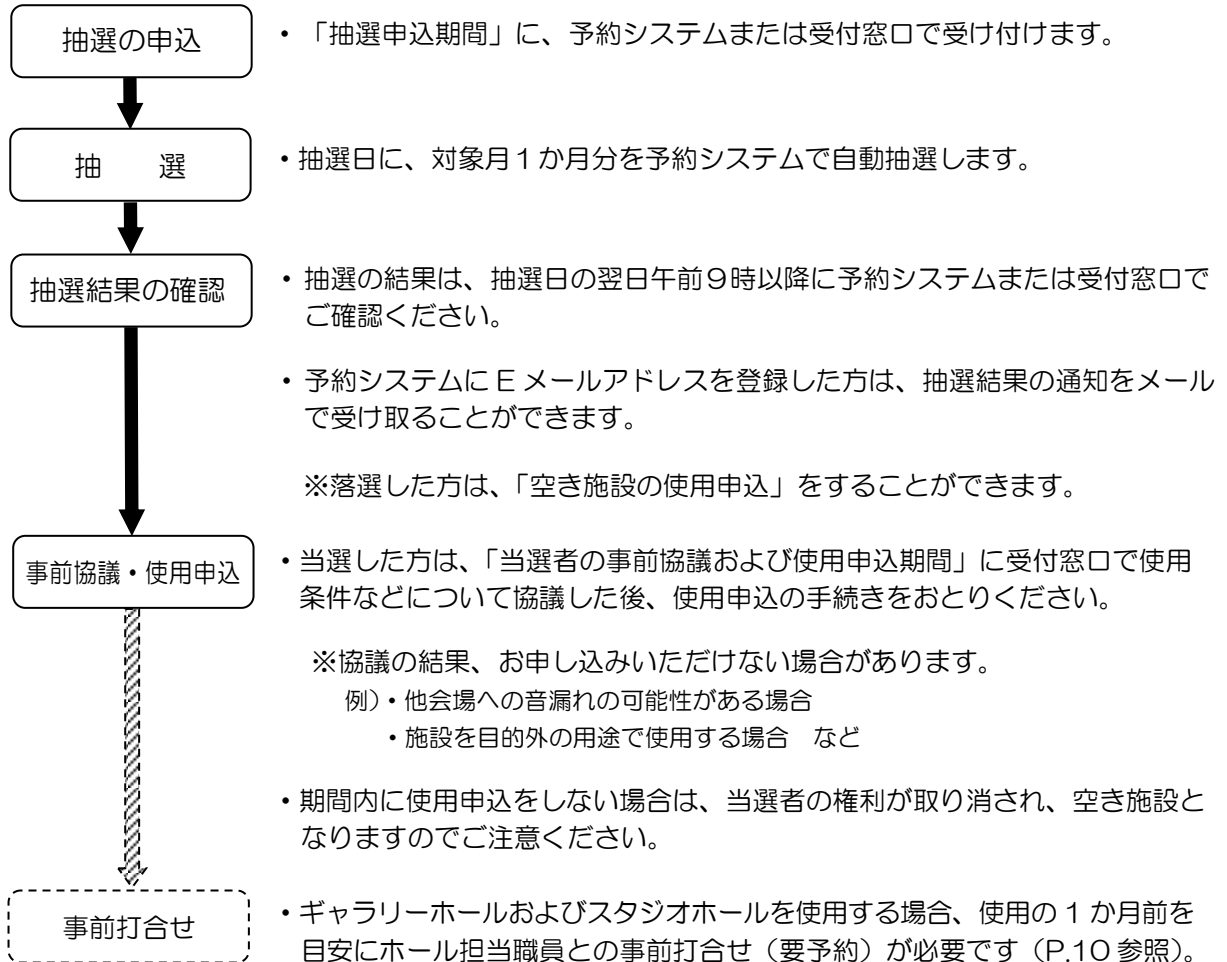 抽選の申込
・「抽選申込期間」に、予約システムまたは受付窓口で受け付けます。
抽　　選
・抽選日に、対象月1か月分を予約システムで自動抽選します。
抽選結果の確認
・抽選の結果は、抽選日の翌日午前9時以降に予約システムまたは受付窓口で
ご確認ください。
・予約システムにEメールアドレスを登録した方は、抽選結果の通知をメール
で受け取ることができます。
※落選した方は、「空き施設の使用申込」をすることができます。
事前協議・使用申込
・当選した方は、「当選者の事前協議および使用申込期間」に受付窓口で使用
条件などについて協議した後、使用申込の手続きをおとりください。
※協議の結果、お申し込みいただけない場合があります。
例）・他会場への音漏れの可能性がある場合
・施設を目的外の用途で使用する場合　など
・期間内に使用申込をしない場合は、当選者の権利が取り消され、空き施設と
なりますのでご注意ください。
事前打合せ
・ギャラリーホールおよびスタジオホールを使用する場合、使用の1か月前を
目安にホール担当職員との事前打合せ（要予約）が必要です（P.10参照）。